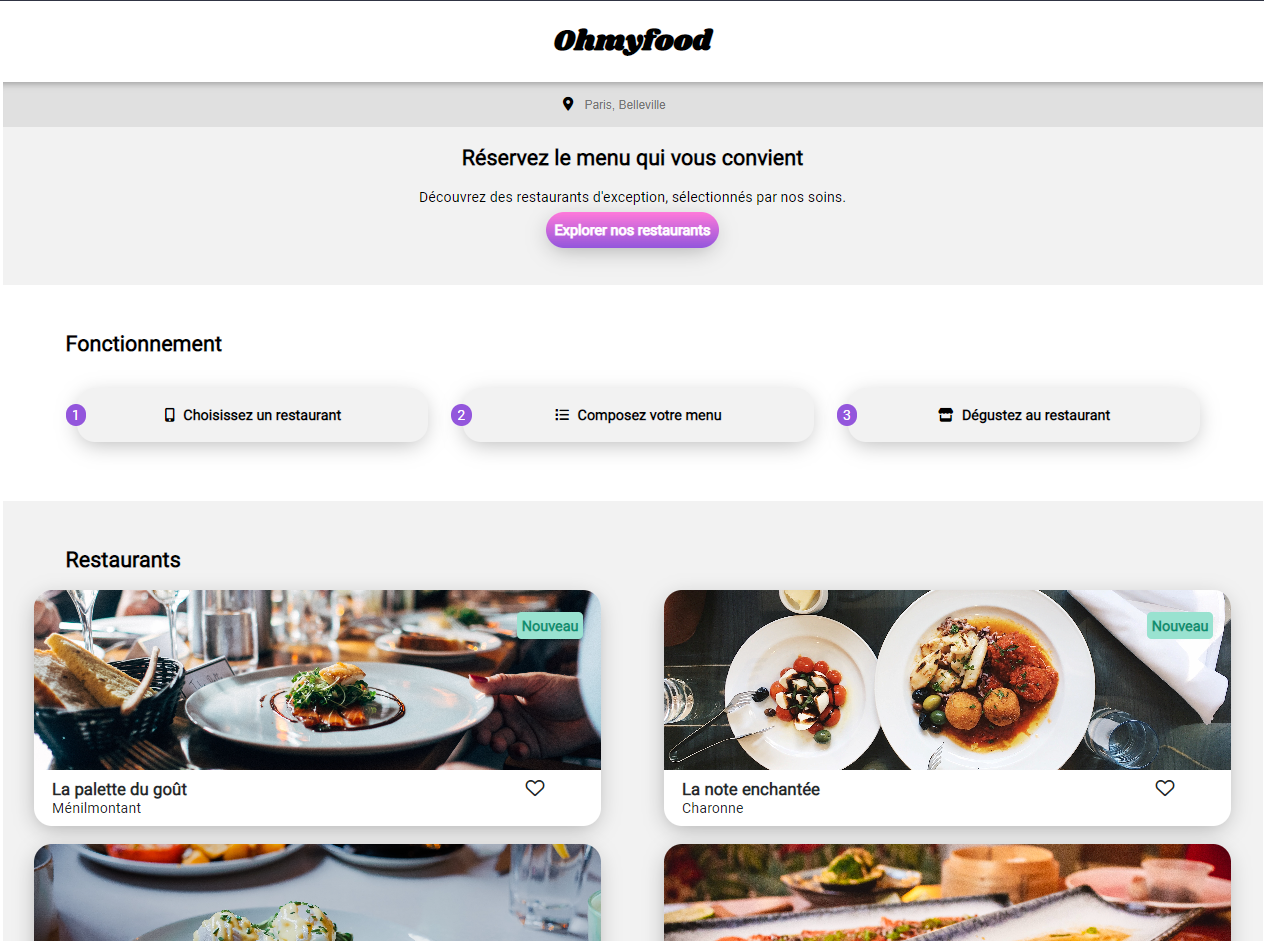 Ohmyfood
Paris, Belleville
Réservez le menu qui vous convient
Découvrez des restaurants d'exception, sélectionnés par nos soins.
Explorer nos restaurants
Fonctionnement
1 Choisissez un restaurant
2 Composez votre menu
3 Dégustez au restaurant
Restaurants
Nouveau
La palette du goût
Ménilmontant
Nouveau
La note enchantée
Charonne